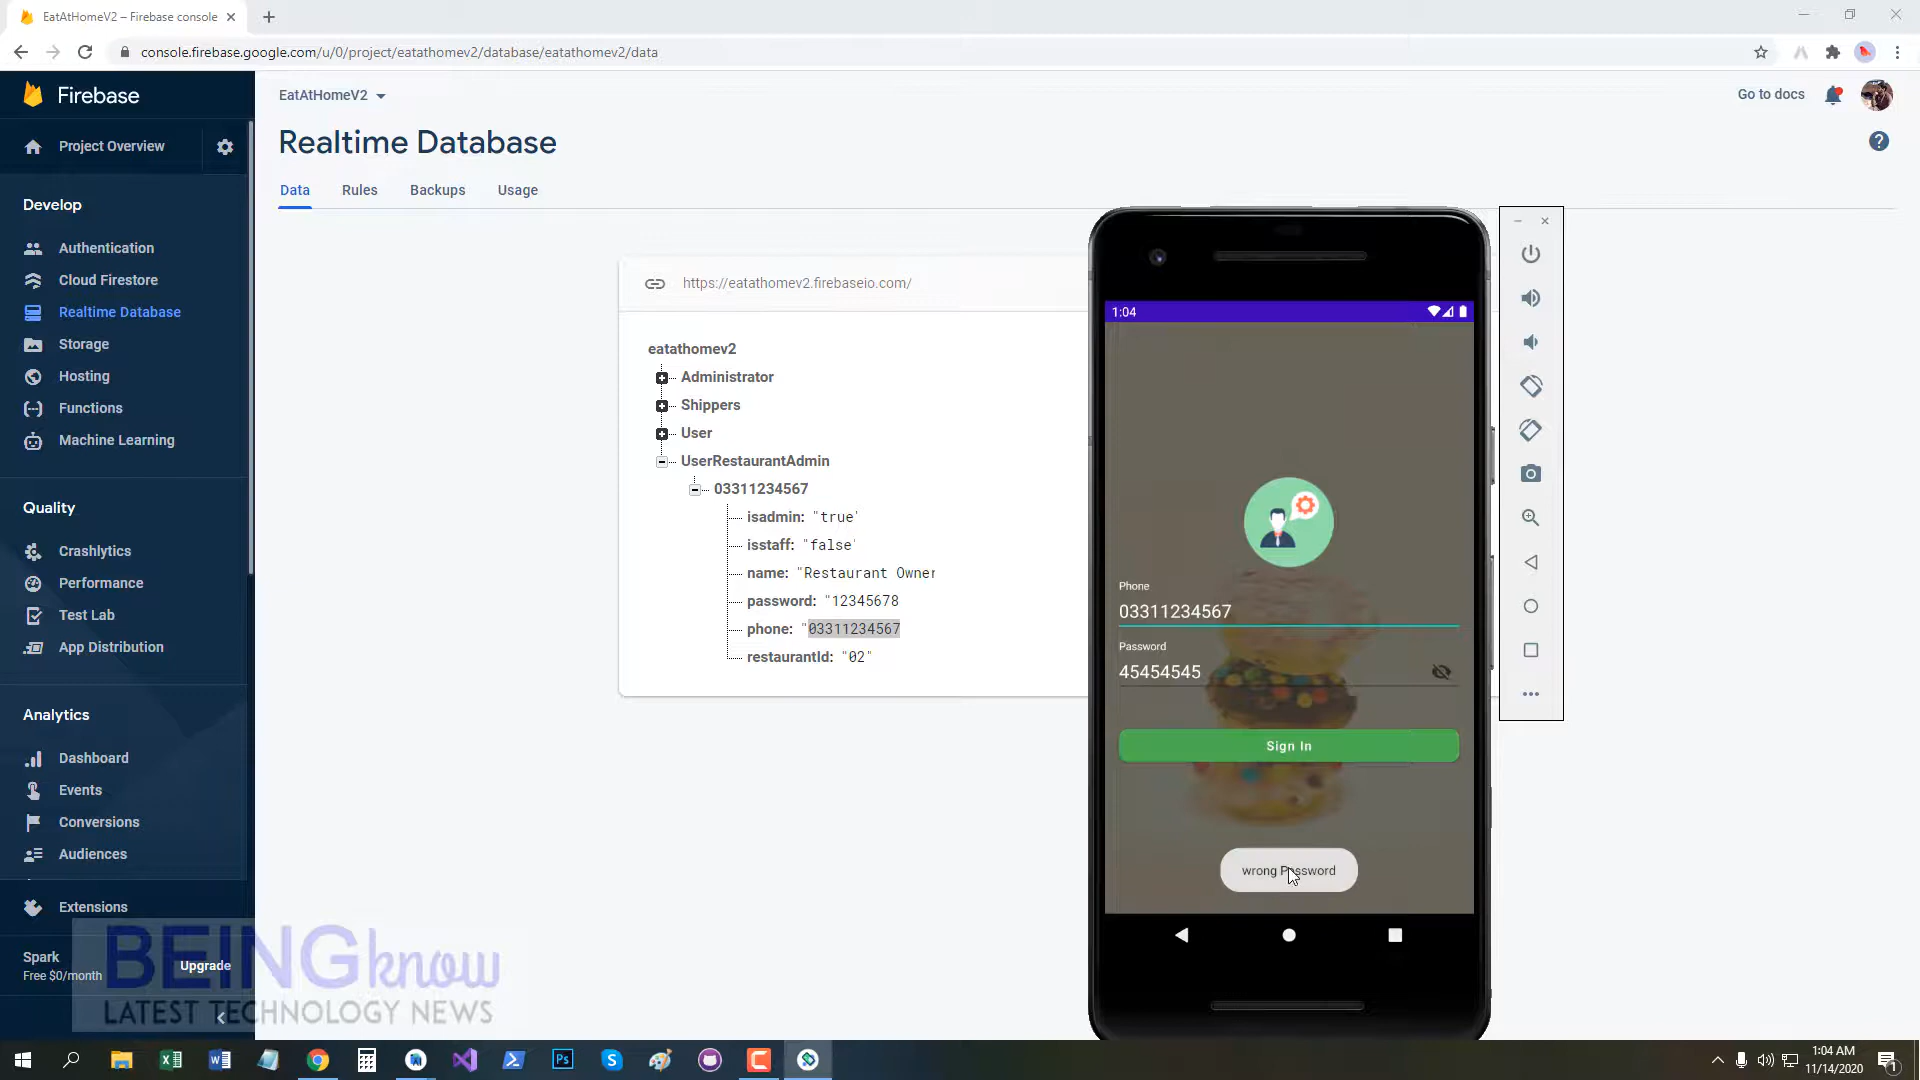 EatAtHomeV2 – Firebase console
console.firebase.google.com/u/0/project/eatathomev2/database/eatathomev2/data
Firebase
Project Overview
Develop
Authentication
Cloud Firestore
Realtime Database
Storage
Hosting
Functions
Machine Learning
Quality
Crashlytics
Performance
Test Lab
App Distribution
Analytics
Dashboard
Events
Conversions
Audiences
Extensions
Spark
Free $0/month
Upgrade
EatAtHomeV2
Go to docs
Realtime Database
Data Rules Backups Usage
https://eatathomev2.firebaseio.com/
eatathomev2
Administrator
Shippers
User
UserRestaurantAdmin
03311234567
isadmin: "true"
isstaff: "false"
name: "Restaurant Owner
password: "12345678
phone: "03311234567
restaurantId: "02"
1:04
Phone
03311234567
Password
45454545
Sign In
wrong Password
BEINGknow
LATEST TECHNOLOGY NEWS
1:04 AM
11/14/2020
1